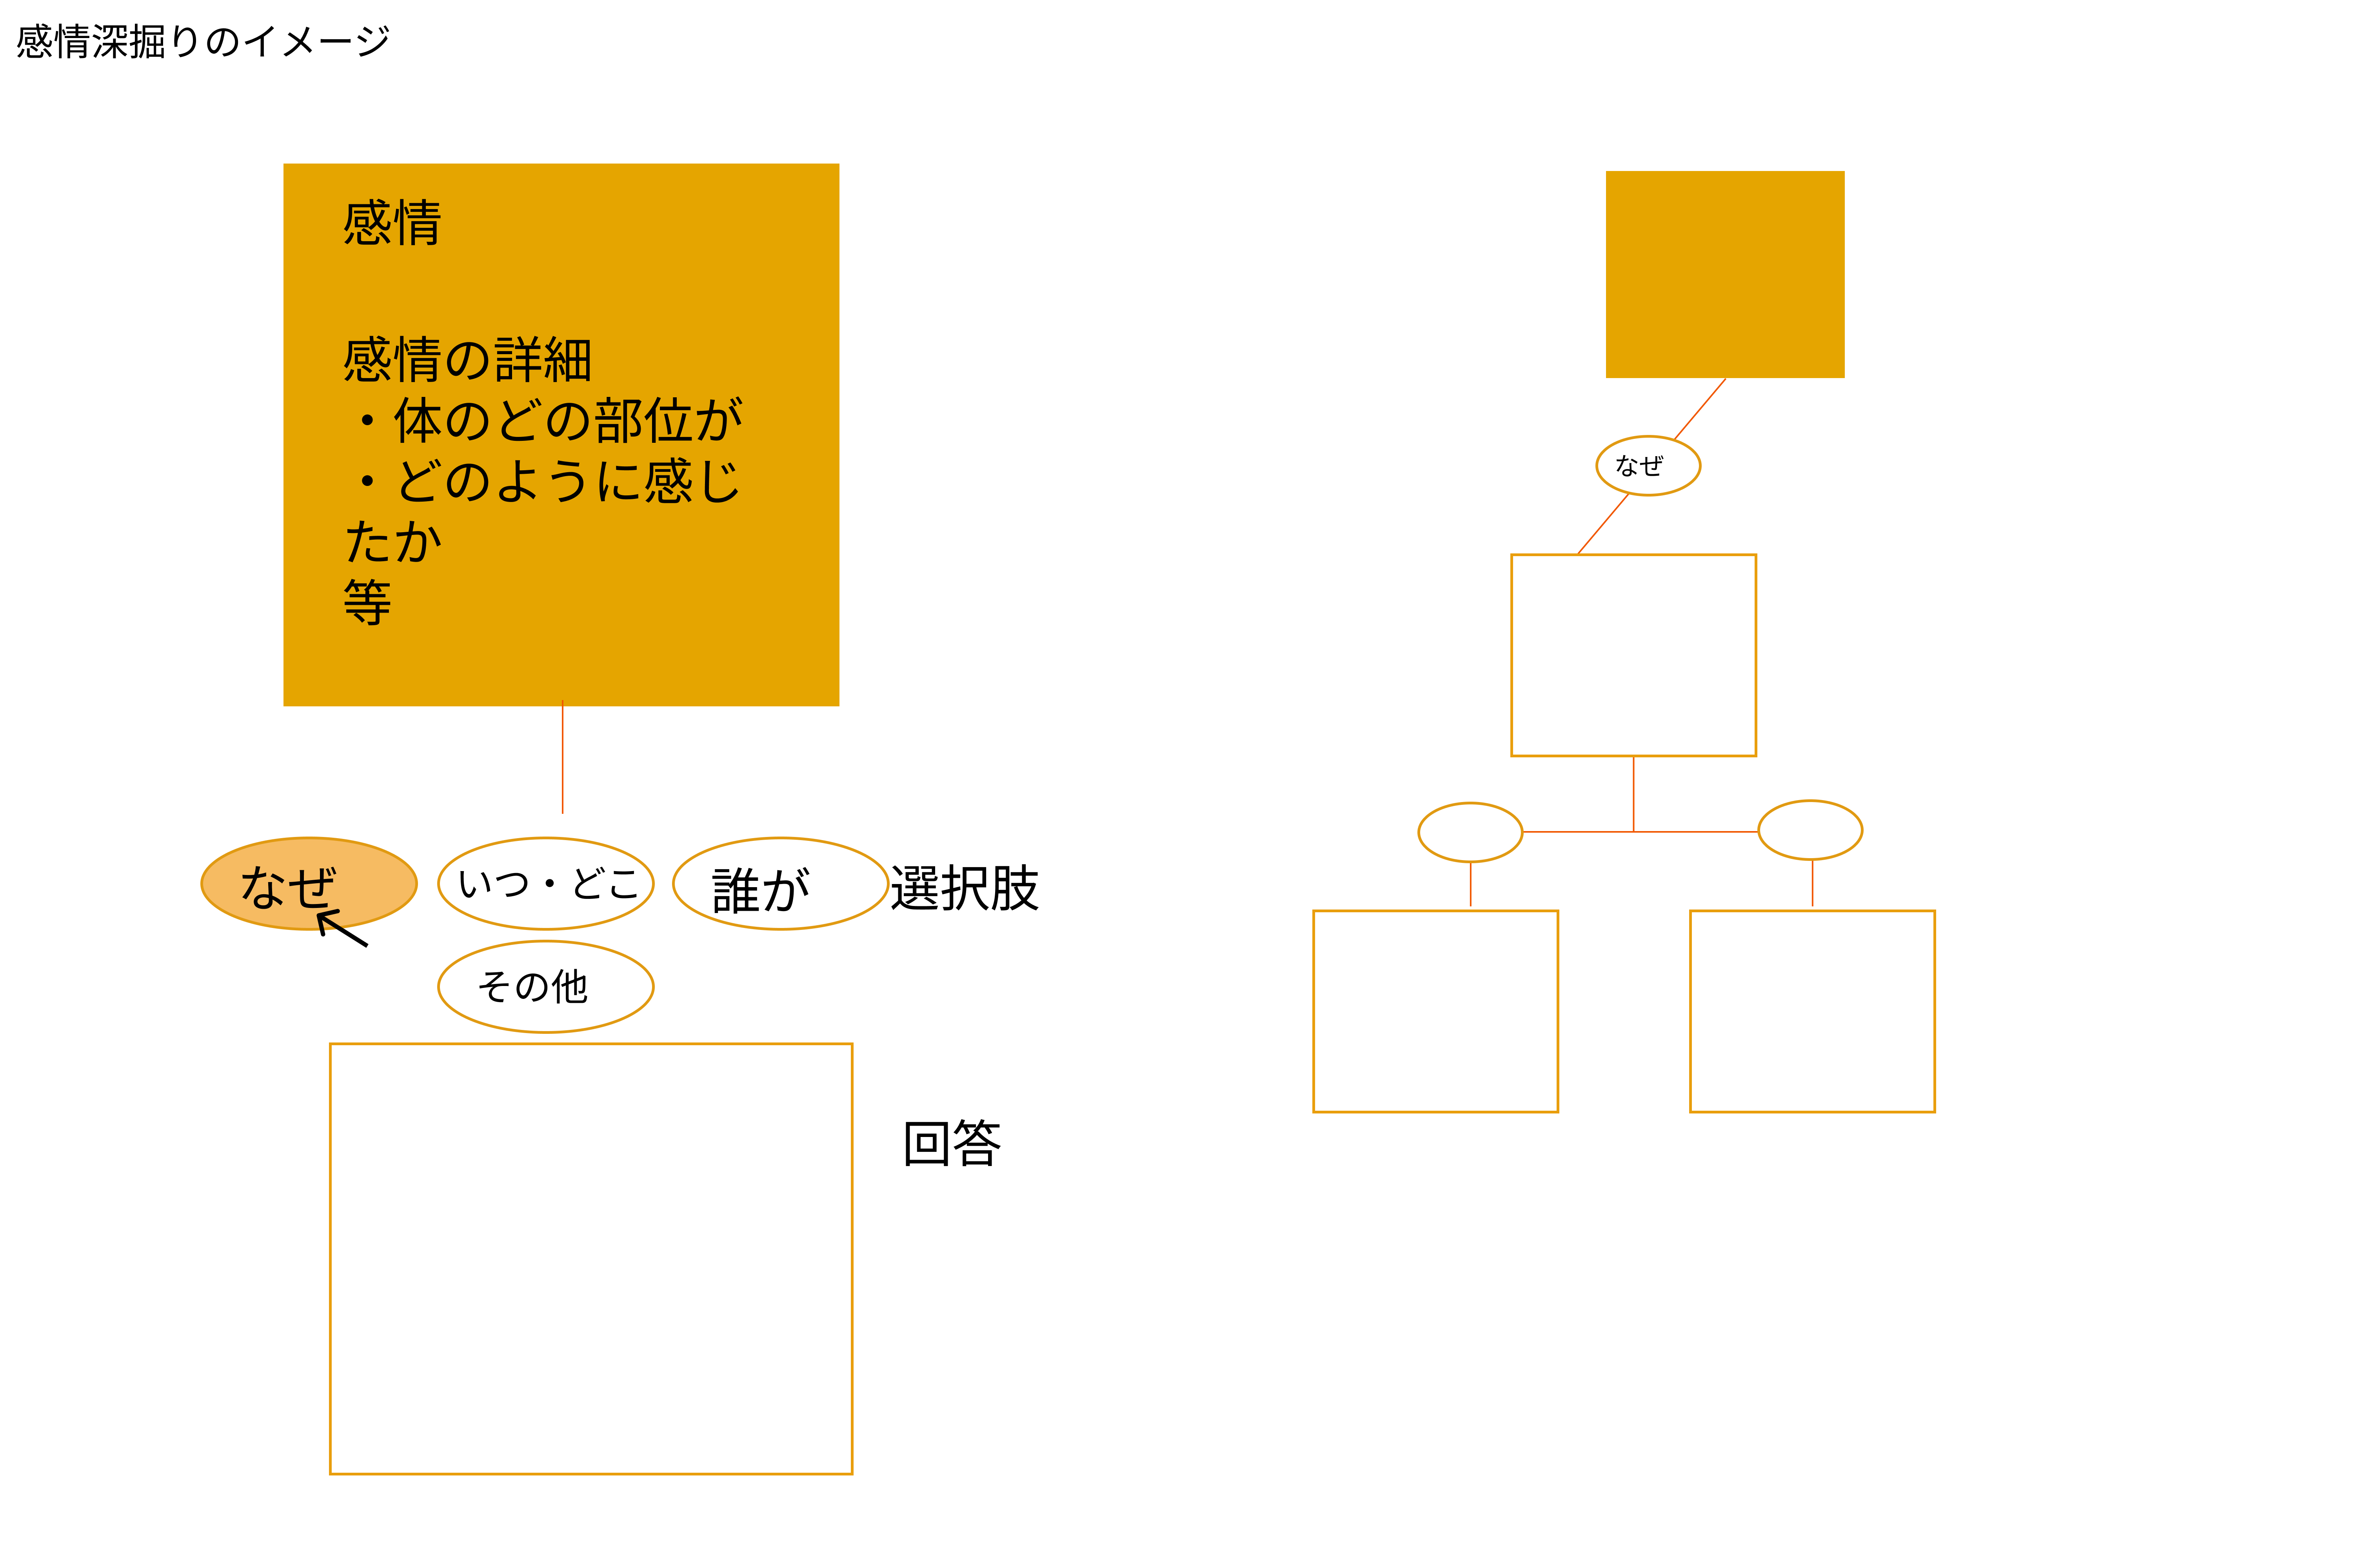 感情深掘りのイメージ
感情
感情の詳細
・体のどの部位が
・どのように感じ
たか
等
なぜ
いつ・どこ
誰が
選択肢
その他
回答
なぜ